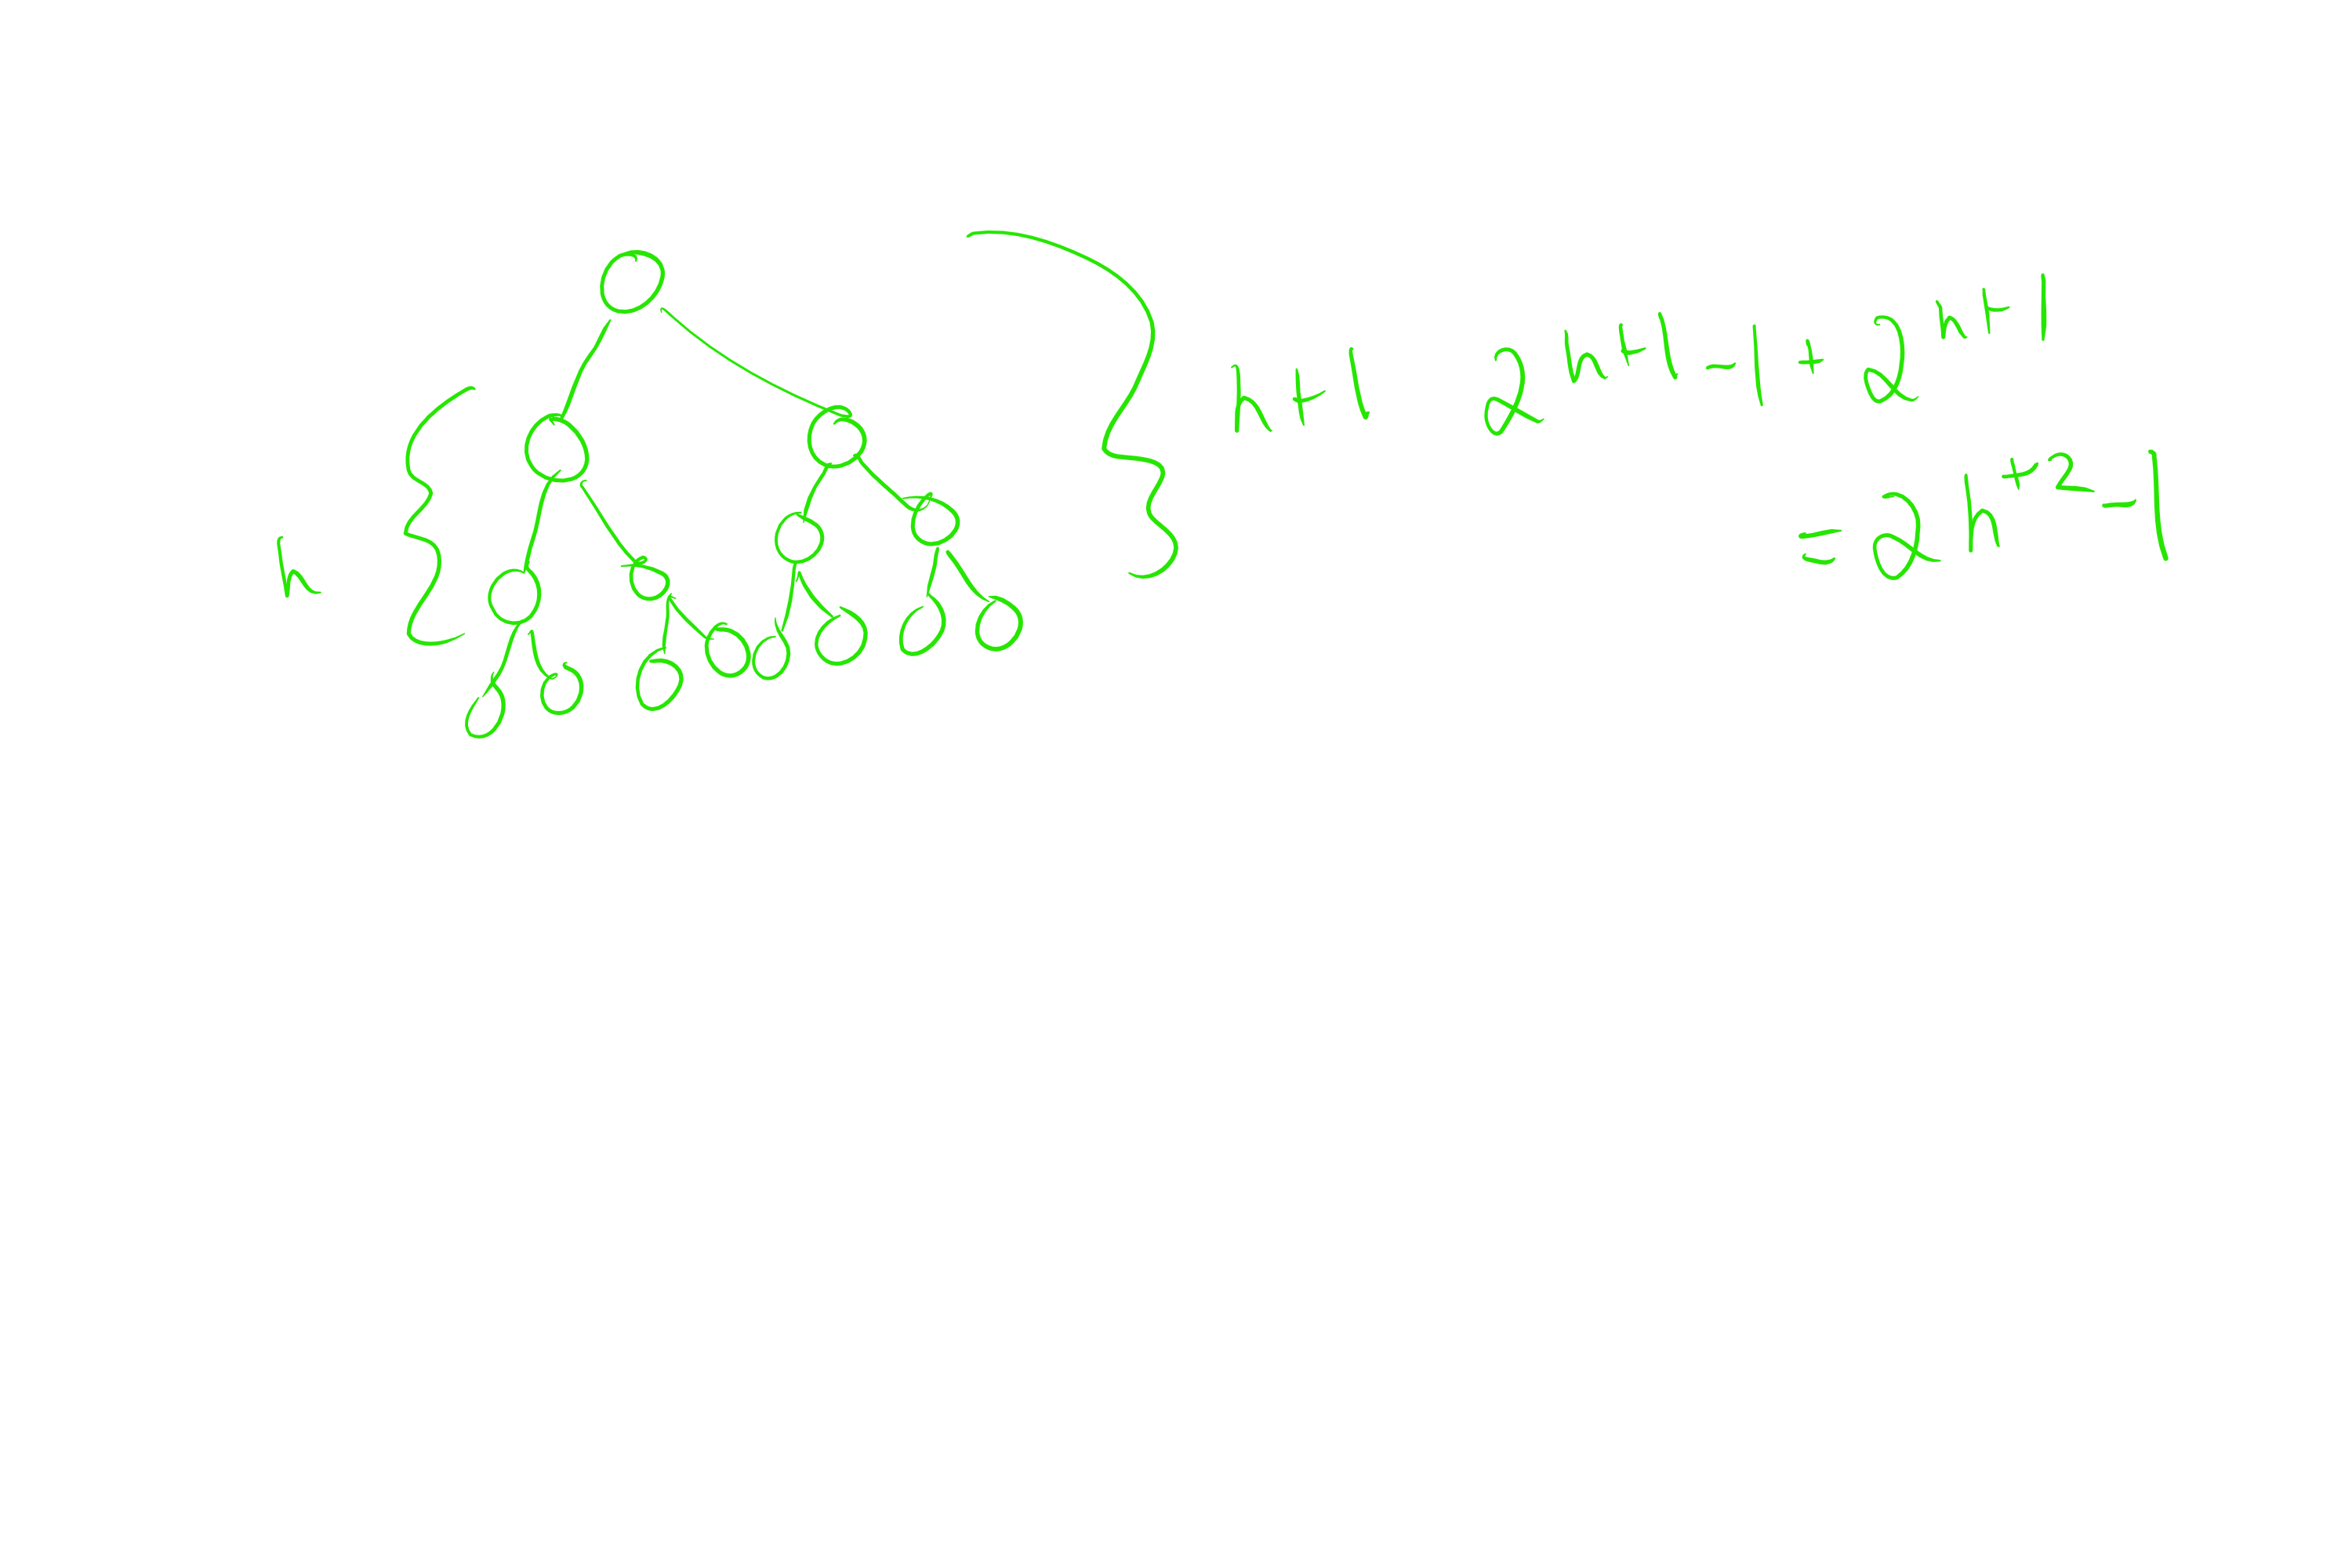 h+1 2^{h+1} - 1 + 2^{h+1}
h
= 2^{h+2} - 1